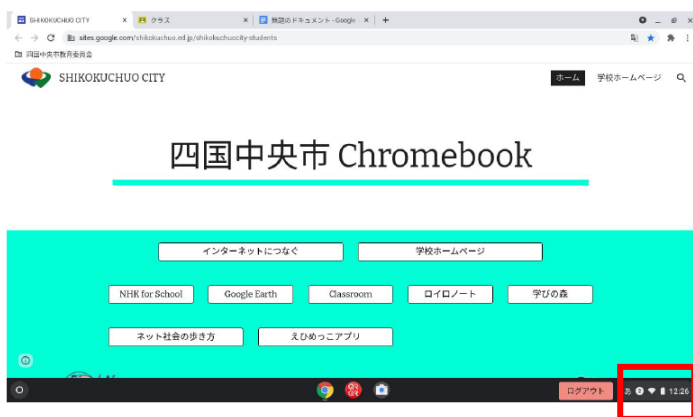 SHIKOKUCHUO CITY
クラス
無題のドキュメント - Google
sites.google.com/shikokuchuo.ed.jp/shikokuchuocity-students
四国中央市教育委員会
SHIKOKUCHUO CITY
ホーム
学校ホームページ
四国中央市 Chromebook
インターネットにつなぐ
学校ホームページ
NHK for School
Google Earth
Classroom
ロイロノート
学びの森
ネット社会の歩き方
えひめっこアプリ
ログアウト
あ
12:26